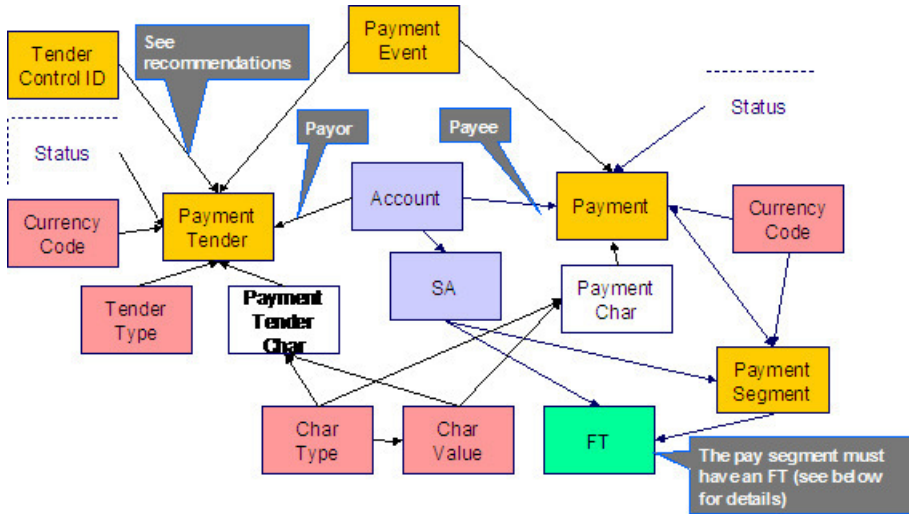 See
recommendations
Payment
Event
Tender
Control ID
Status
Status
Payor
Payee
Account
Payment
Tender
Payment
Currency
Code
Currency
Code
SA
Payment
Char
Tender
Type
Payment
Tender
Char
Payment
Segment
Char
Type
Char
Value
FT
The pay segment must
have an FT (see below
for details)